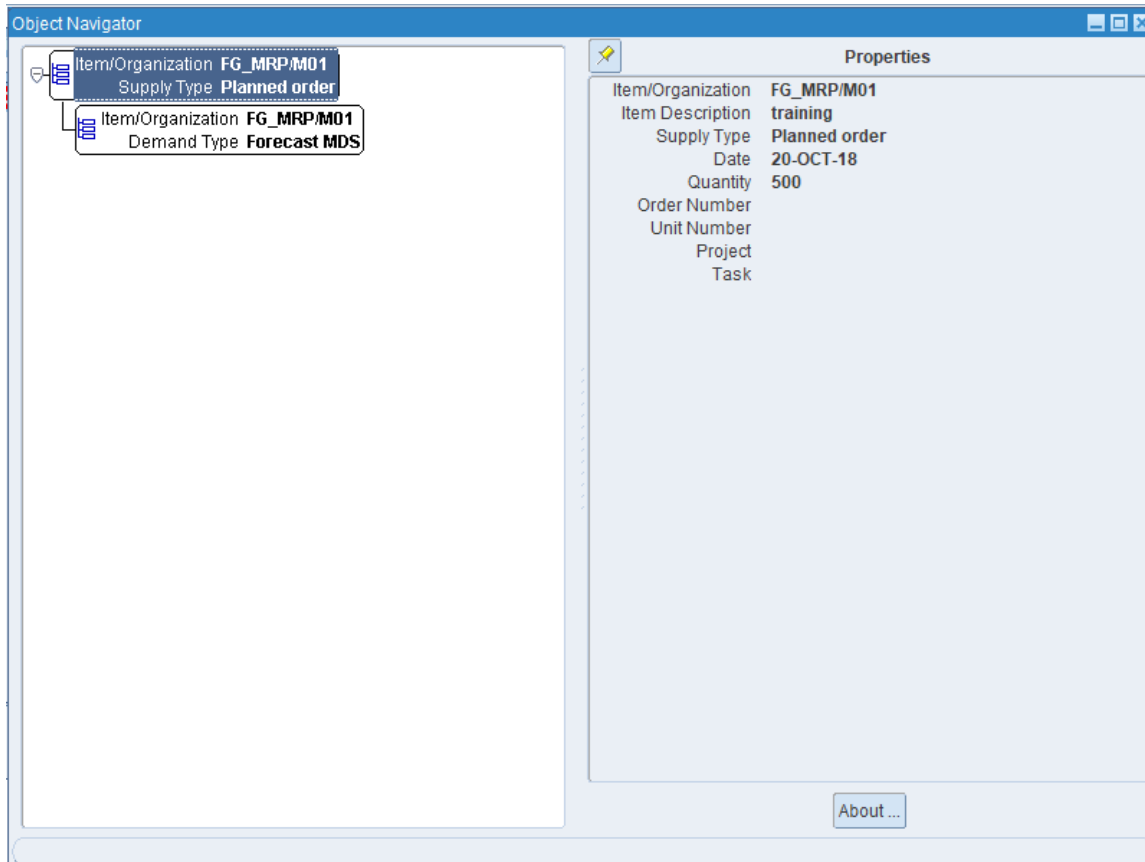 Object Navigator
Item/Organization FG_MRP/M01
Supply Type Planned order
Item/Organization FG_MRP/M01
Demand Type Forecast MDS
Properties
Item/Organization FG_MRP/M01
Item Description training
Supply Type Planned order
Date 20-OCT-18
Quantity 500
Order Number
Unit Number
Project
Task
About ...